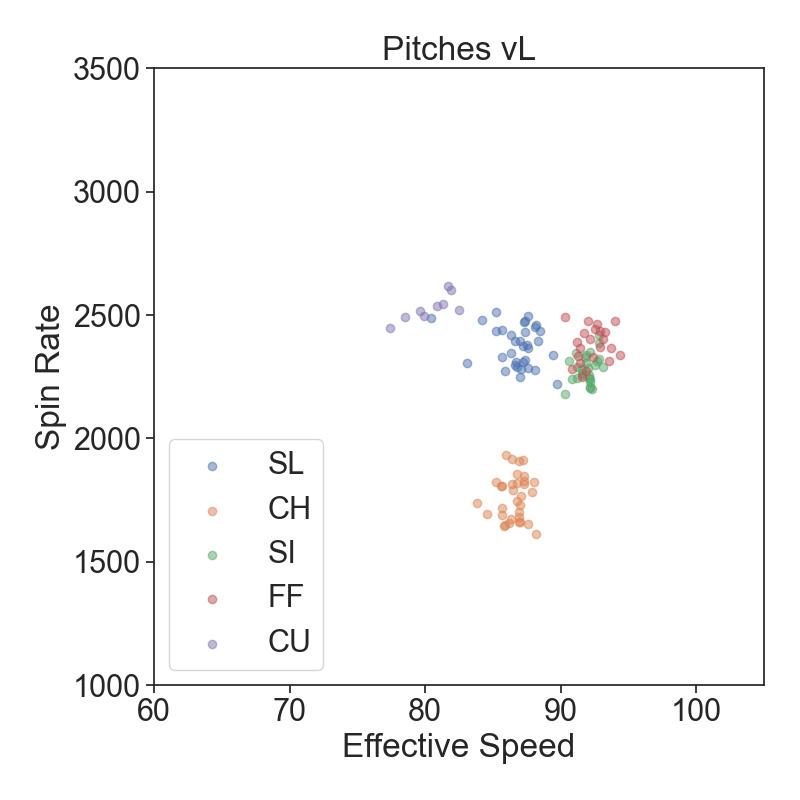 Pitches vL
3500
3000
2500
2000
1500
1000
Spin Rate
SL
CH
SI
FF
CU
60 70 80 90 100
Effective Speed